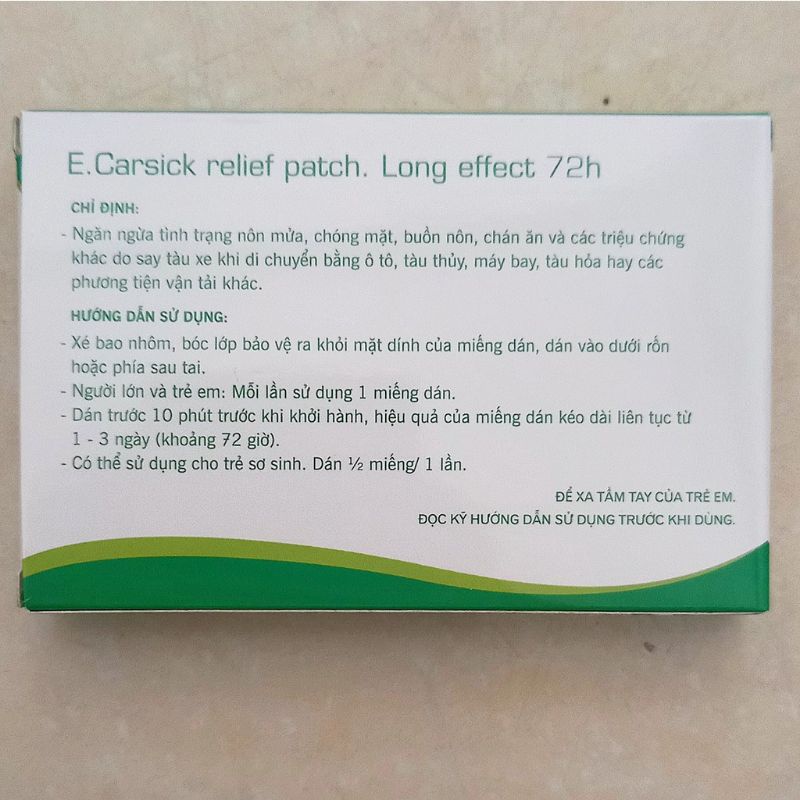 E.Carsick relief patch. Long effect 72h
CHỈ ĐỊNH:
- Ngăn ngừa tình trạng nôn mửa, chóng mặt, buồn nôn, chán ăn và các triệu chứng
khác do say tàu xe khi di chuyển bằng ô tô, tàu thủy, máy bay, tàu hỏa hay các
phương tiện vận tải khác.
HƯỚNG DẪN SỬ DỤNG:
- Xé bao nhôm, bóc lớp bảo vệ ra khỏi mặt dính của miếng dán, dán vào dưới rốn
hoặc phía sau tai.
- Người lớn và trẻ em: Mỗi lần sử dụng 1 miếng dán.
- Dán trước 10 phút trước khi khởi hành, hiệu quả của miếng dán kéo dài liên tục từ
1 - 3 ngày (khoảng 72 giờ).
- Có thể sử dụng cho trẻ sơ sinh. Dán ½ miếng/ 1 lần.
ĐỂ XA TẦM TAY CỦA TRẺ EM.
ĐỌC KỸ HƯỚNG DẪN SỬ DỤNG TRƯỚC KHI DÙNG.